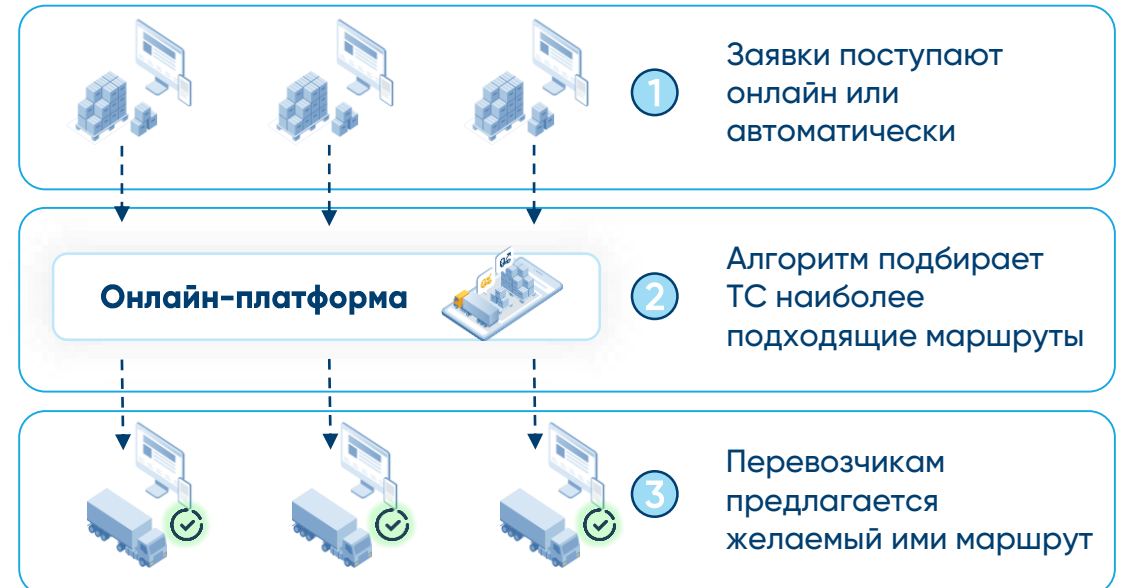 1
Заявки поступают
онлайн или
автоматически
Онлайн-платформа
2
Алгоритм подбирает
ТС наиболее
подходящие маршруты
3
Перевозчикам
предлагается
желаемый ими маршрут